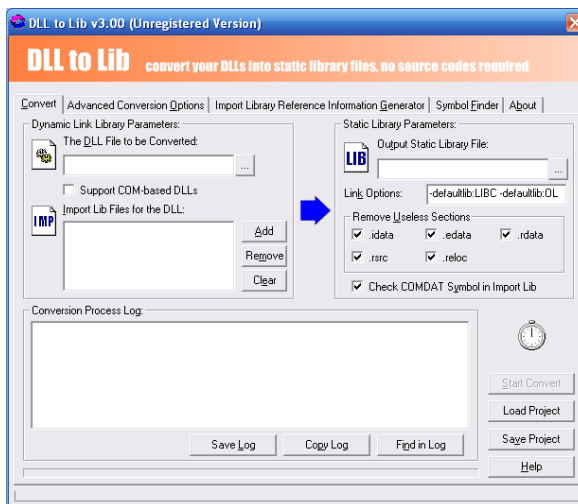 DLL to Lib v3.00 (Unregistered Version)
DLL to Lib convert your DLLs into static library files, no source codes required
Convert Advanced Conversion Options Import Library Reference Information Generator Symbol Finder About
Dynamic Link Library Parameters:
The DLL File to be Converted:
...
Support COM-based DLLs
IMP
Import Lib Files for the DLL:
Add
Remove
Clear
Static Library Parameters:
LIB
Output Static Library File:
...
Link Options: -defaultlib:LIBC -defaultlib:OL
Remove Useless Sections
.idata .edata .rdata
.rsrc .reloc
Check COMDAT Symbol in Import Lib
Conversion Process Log:
Save Log Copy Log Find in Log
Start Convert
Load Project
Save Project
Help